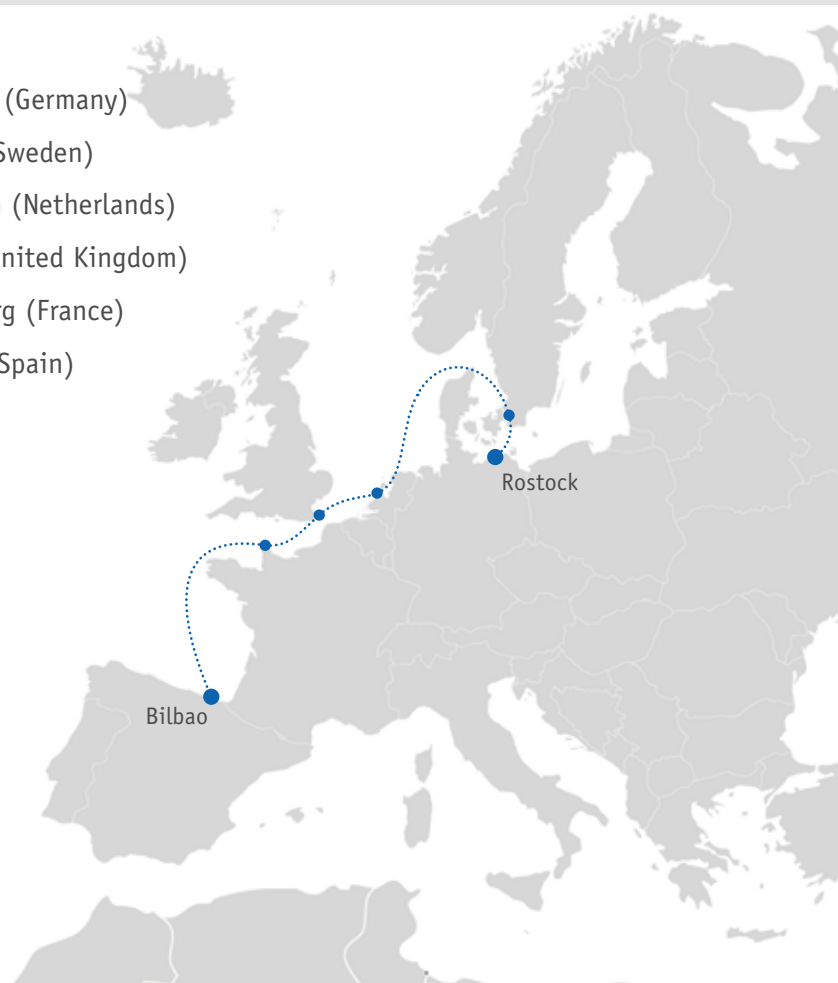 (Germany)
Sweden)
(Netherlands)
nited Kingdom)
rg (France)
Spain)
Rostock
Bilbao